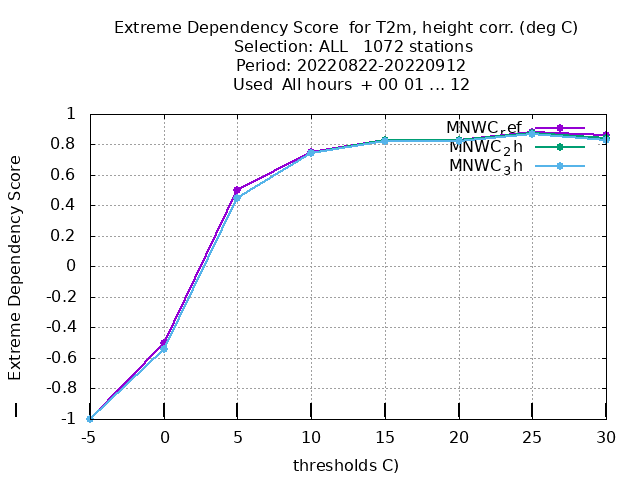 Extreme Dependency Score  for T2m, height corr. (deg C)
Selection: ALL   1072 stations
Period: 20220822-20220912
Used  All hours  + 00 01 ... 12
Extreme Dependency Score
1
0.8
0.6
0.4
0.2
0
-0.2
-0.4
-0.6
-0.8
-1
MNWC_ref
MNWC_2h
MNWC_3h
-5 0 5 10 15 20 25 30
thresholds C)